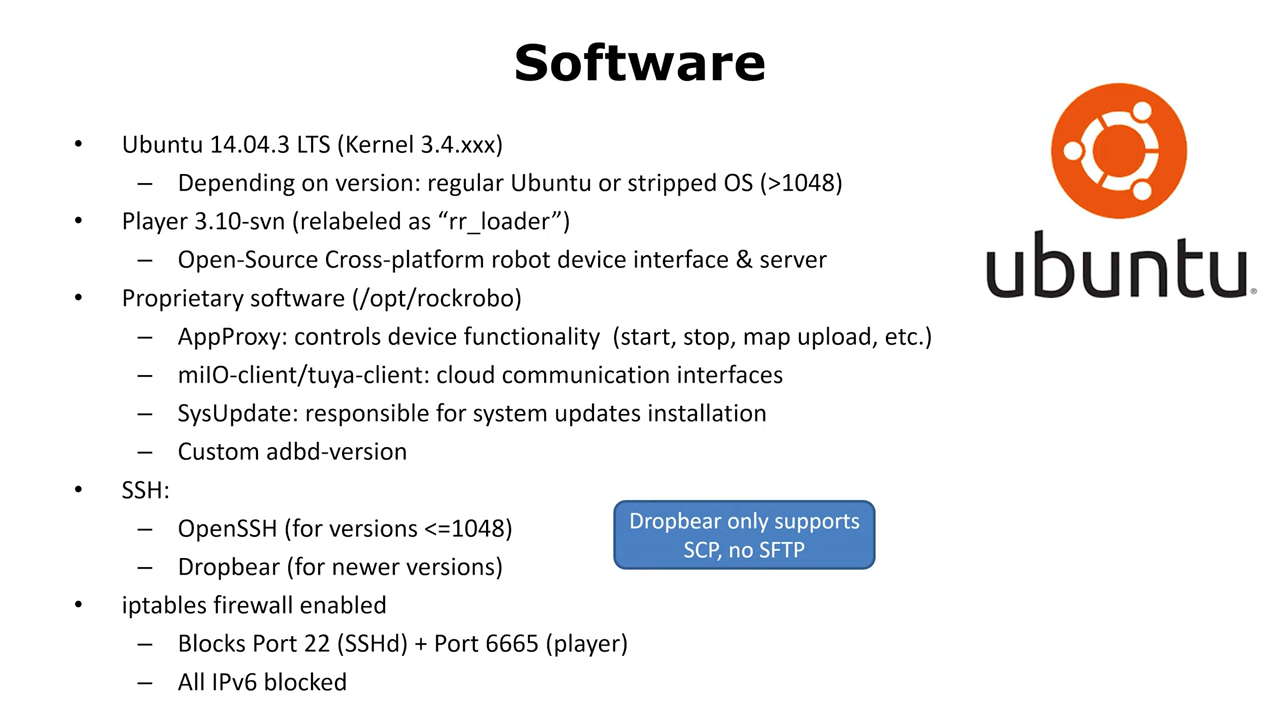 Software
• Ubuntu 14.04.3 LTS (Kernel 3.4.xxx)
– Depending on version: regular Ubuntu or stripped OS (>1048)
• Player 3.10-svn (relabeled as “rr_loader”)
– Open-Source Cross-platform robot device interface & server
• Proprietary software (/opt/rockrobo)
– AppProxy: controls device functionality (start, stop, map upload, etc.)
– miIO-client/tuya-client: cloud communication interfaces
– SysUpdate: responsible for system updates installation
– Custom adbd-version
• SSH:
– OpenSSH (for versions <=1048)
– Dropbear (for newer versions)
• iptables firewall enabled
– Blocks Port 22 (SSHd) + Port 6665 (player)
– All IPv6 blocked
Dropbear only supports
SCP, no SFTP
ubuntu®